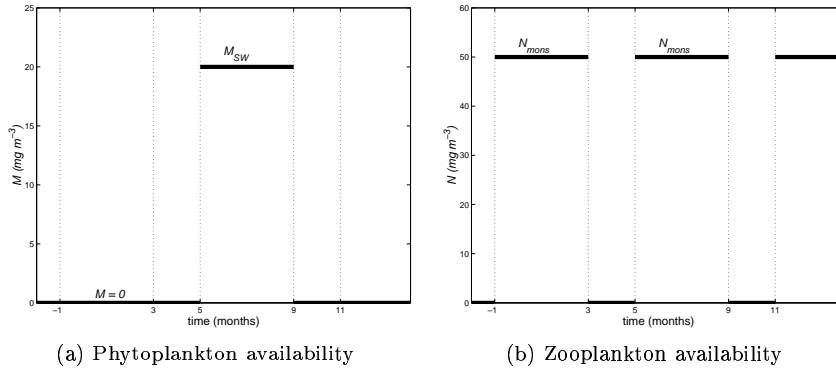 25
20
15
10
5
0
M (mg m⁻³)
M_SW
M = 0
−1
3
5
9
11
time (months)
(a) Phytoplankton availability
60
50
40
30
20
10
0
N (mg m⁻³)
N_mons
N_mons
−1
3
5
9
11
time (months)
(b) Zooplankton availability